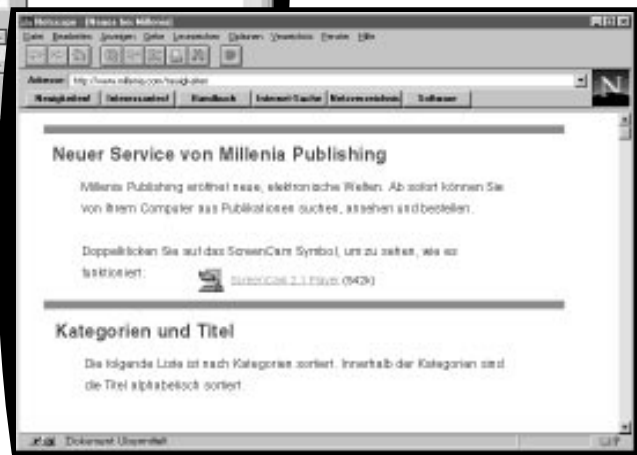 Netscape - [Neues bei Millenia]
Datei Bearbeiten Anzeigen Gehe Lesezeichen Optionen Verzeichnis Fenster Hilfe
Adresse: http://www.millenia.com/neuigkeiten
Neuigkeiten! Interessantes! Handbuch Internet-Suche Netzverzeichnis Software
N
Neuer Service von Millenia Publishing
Millenia Publishing eröffnet neue, elektronische Welten. Ab sofort können Sie
von Ihrem Computer aus Publikationen suchen, ansehen und bestellen.
Doppelklicken Sie auf das ScreenCam Symbol, um zu sehen, wie es
funktioniert. ScreenCam 2.1 Player (642k)
Kategorien und Titel
Die folgende Liste ist nach Kategorien sortiert. Innerhalb der Kategorien sind
die Titel alphabetisch sortiert
Dokument Übermittelt